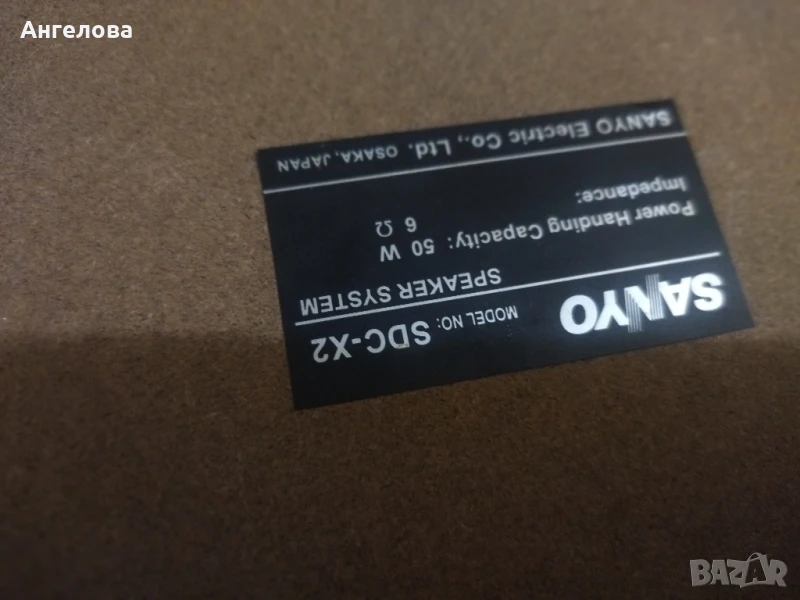 Ангелова
SANYO
MODEL NO: SDC-X2
SPEAKER SYSTEM
Power Handing Capacity: 50 W
Impedance: 6 Ω
SANYO Electric Co., Ltd. OSAKA, JAPAN
BAZAR